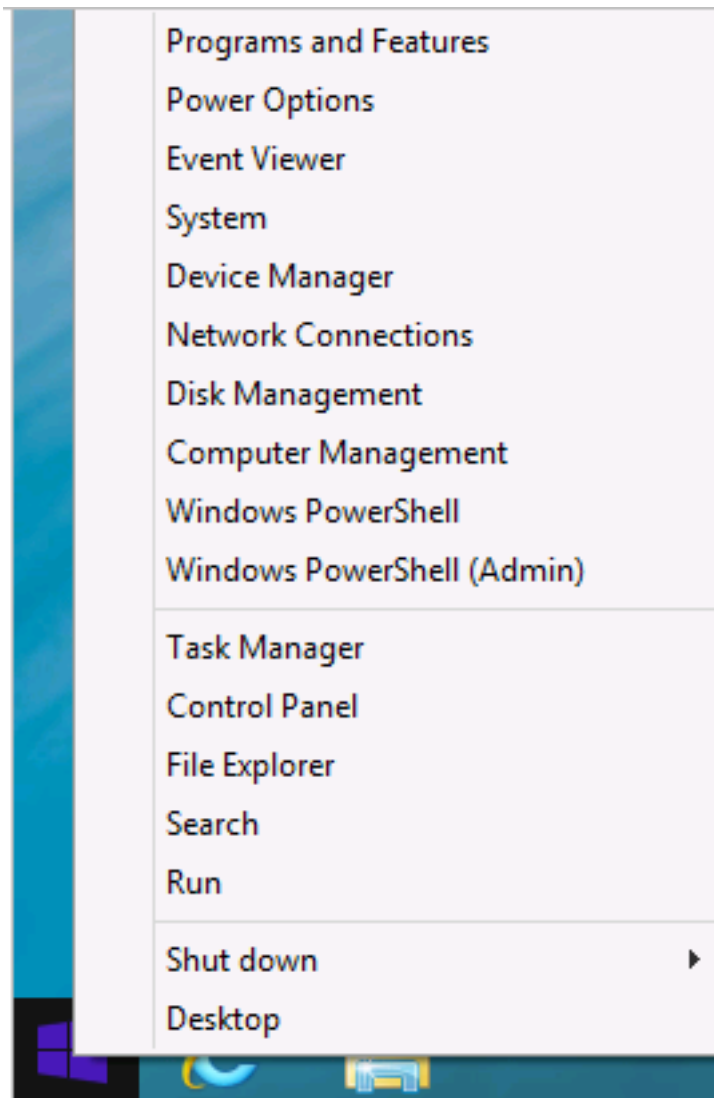 Programs and Features
Power Options
Event Viewer
System
Device Manager
Network Connections
Disk Management
Computer Management
Windows PowerShell
Windows PowerShell (Admin)
Task Manager
Control Panel
File Explorer
Search
Run
Shut down
Desktop